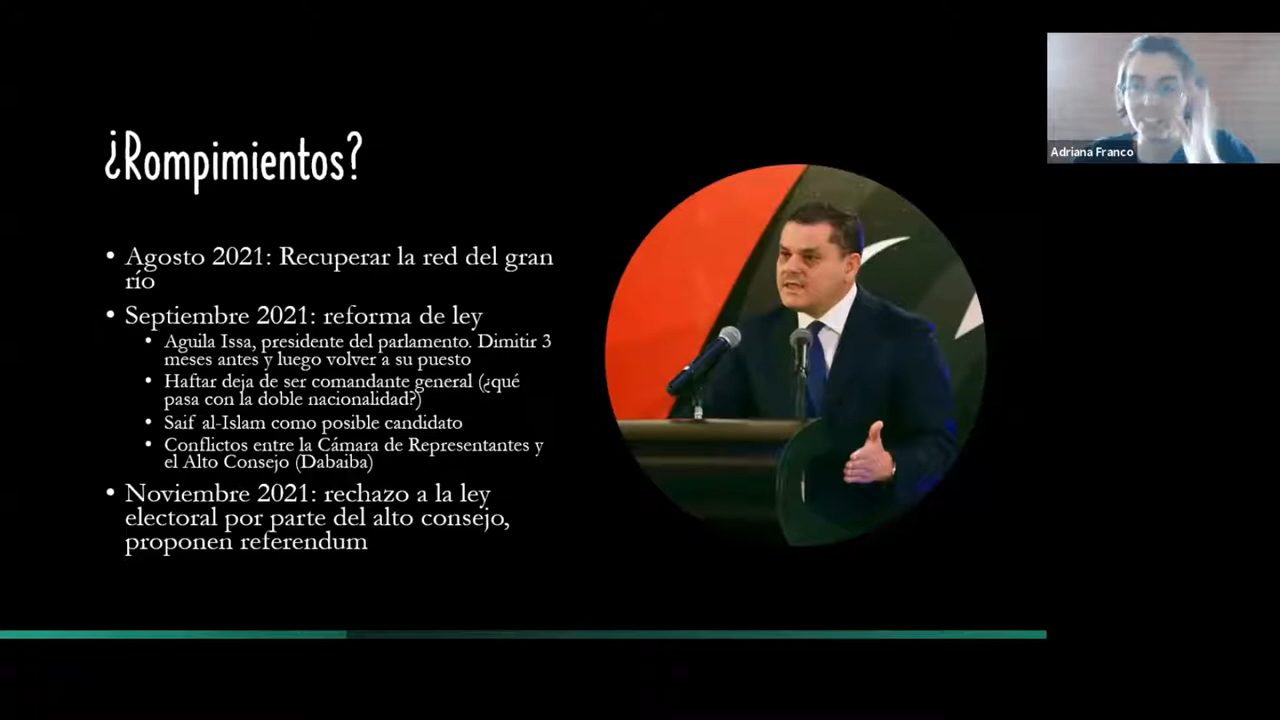 ¿Rompimientos?
• Agosto 2021: Recuperar la red del gran
río
• Septiembre 2021: reforma de ley
• Aguila Issa, presidente del parlamento. Dimitir 3
meses antes y luego volver a su puesto
• Haftar deja de ser comandante general (¿qué
pasa con la doble nacionalidad?)
• Saif al-Islam como posible candidato
• Conflictos entre la Cámara de Representantes y
el Alto Consejo (Dabaiba)
• Noviembre 2021: rechazo a la ley
electoral por parte del alto consejo,
proponen referendum
Adriana Franco